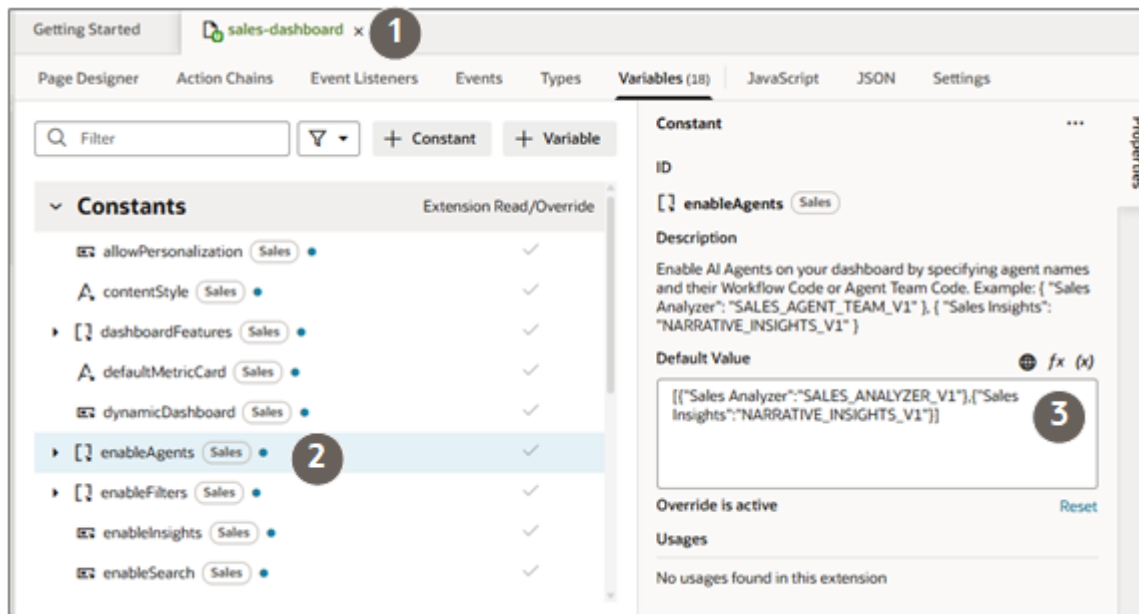 Getting Started
sales-dashboard ×
1
Page Designer
Action Chains
Event Listeners
Events
Types
Variables (18)
JavaScript
JSON
Settings
Filter
+ Constant
+ Variable
Constants
Extension Read/Override
allowPersonalization Sales
contentStyle Sales
dashboardFeatures Sales
defaultMetricCard Sales
dynamicDashboard Sales
enableAgents Sales
2
enableFilters Sales
enableInsights Sales
enableSearch Sales
Constant
...
Properties
ID
enableAgents Sales
Description
Enable AI Agents on your dashboard by specifying agent names
and their Workflow Code or Agent Team Code. Example: { "Sales
Analyzer": "SALES_AGENT_TEAM_V1" }, { "Sales Insights":
"NARRATIVE_INSIGHTS_V1" }
Default Value
fx (x)
[{"Sales Analyzer":"SALES_ANALYZER_V1"},{"Sales
Insights":"NARRATIVE_INSIGHTS_V1"}]
3
Override is active
Reset
Usages
No usages found in this extension